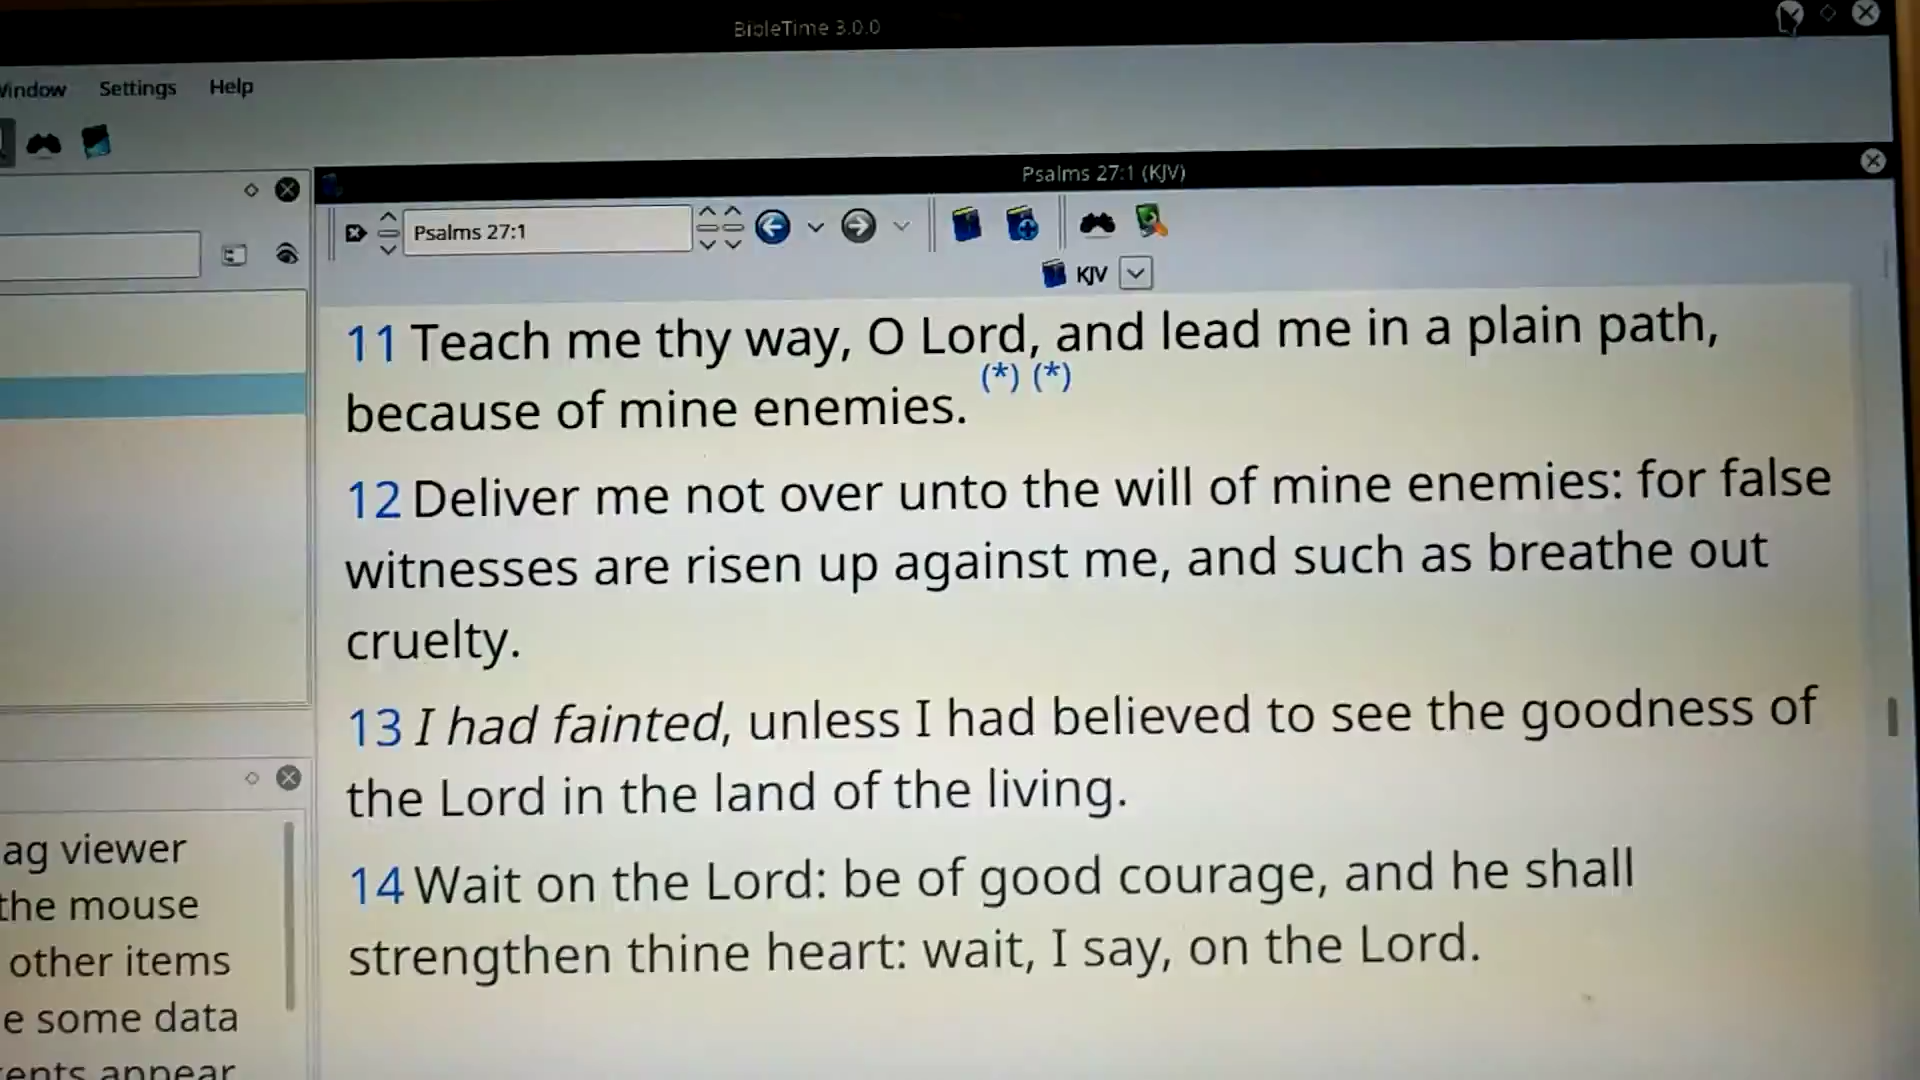 BibleTime 3.0.0
Window Settings Help
Psalms 27:1 (KJV)
Psalms 27:1
KJV
11 Teach me thy way, O Lord, and lead me in a plain path,
because of mine enemies. (*) (*)
12 Deliver me not over unto the will of mine enemies: for false
witnesses are risen up against me, and such as breathe out
cruelty.
13 I had fainted, unless I had believed to see the goodness of
the Lord in the land of the living.
14 Wait on the Lord: be of good courage, and he shall
strengthen thine heart: wait, I say, on the Lord.
ag viewer
the mouse
other items
e some data
ents appear